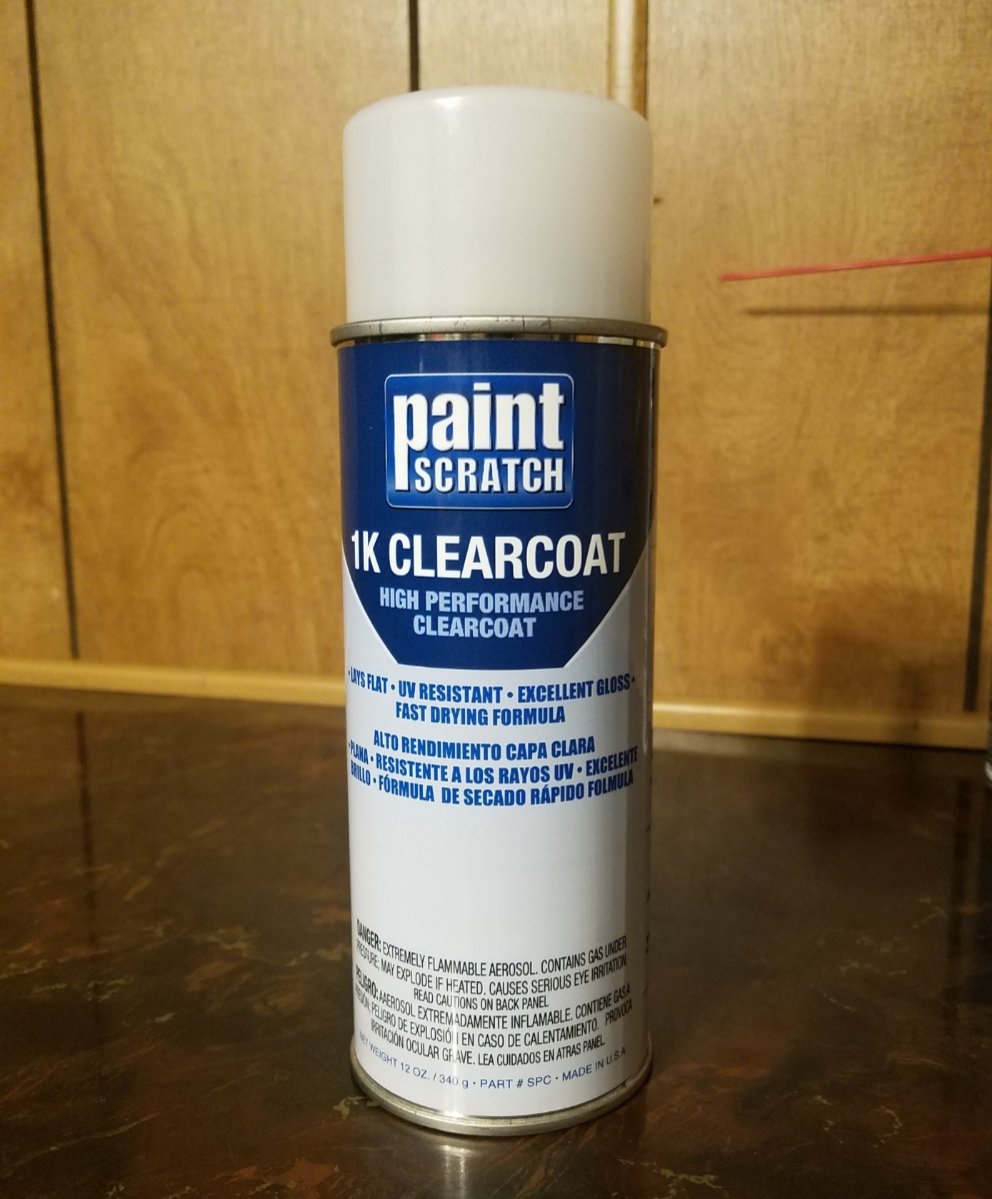 paint
SCRATCH
1K CLEARCOAT
HIGH PERFORMANCE
CLEARCOAT
• LAYS FLAT • UV RESISTANT • EXCELLENT GLOSS •
FAST DRYING FORMULA
ALTO RENDIMIENTO CAPA CLARA
• PLANA • RESISTENTE A LOS RAYOS UV • EXCELENTE
BRILLO • FÓRMULA DE SECADO RÁPIDO FOLMULA
DANGER: EXTREMELY FLAMMABLE AEROSOL. CONTAINS GAS UNDER
PRESSURE; MAY EXPLODE IF HEATED. CAUSES SERIOUS EYE IRRITATION.
READ CAUTIONS ON BACK PANEL
PELIGRO: AAEROSOL EXTREMADAMENTE INFLAMABLE. CONTIENE GAS A
PELIGRO DE EXPLOSIÓN EN CASO DE CALENTAMIENTO. PROVOCA
IRRITACIÓN OCULAR GRAVE. LEA CUIDADOS EN ATRAS PANEL.
NET WEIGHT 12 OZ. / 340 g • PART # SPC • MADE IN U.S.A